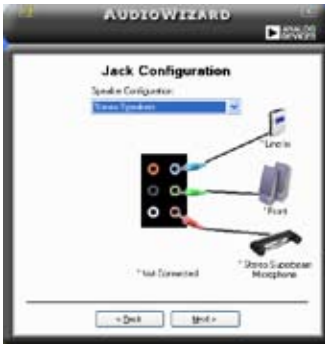 AUDIOWIZARD
ANALOG
DEVICES
Jack Configuration
Speaker Configuration
Stereo Speakers
*Line In
*Front
*Not Connected
*Stereo Superbeam
Microphone
< Back
Next >